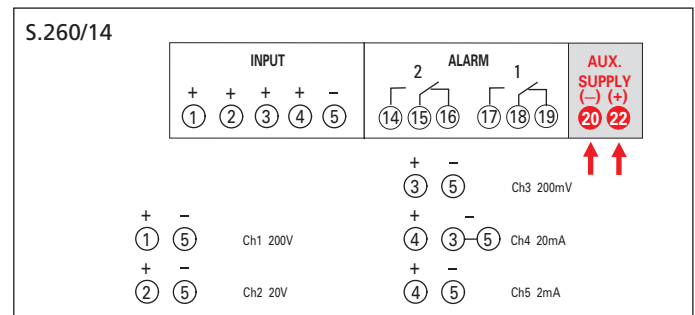 S.260/14
INPUT
ALARM
AUX.
SUPPLY
(–) (+)
2 1
+ + + + –
1 2 3 4 5 14 15 16 17 18 19 20 22
+ –
3 5 Ch3 200mV
+ –
1 5 Ch1 200V
+ –
4 3 5 Ch4 20mA
+ –
2 5 Ch2 20V
+ –
4 5 Ch5 2mA